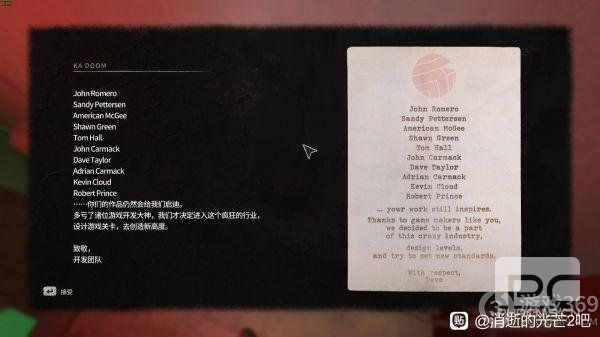 KA DOOM
John Romero
Sandy Pettersen
American McGee
Shawn Green
Tom Hall
John Carmack
Dave Taylor
Adrian Carmack
Kevin Cloud
Robert Prince
……你们的作品仍然会给我们启迪。
多亏了诸位游戏开发大神，我们才决定进入这个疯狂的行业，
设计游戏关卡，去创造新高度。
致敬，
开发团队
接受
John Romero
Sandy Pettersen
American McGee
Shawn Green
Tom Hall
John Carmack
Dave Taylor
Adrian Carmack
Kevin Cloud
Robert Prince
... your work still inspires.
Thanks to game makers like you,
we decided to be a part
of this crazy industry,
design levels,
and try to set new standards.
With respect,
Devs
游戏369
贴 @消逝的光芒2吧